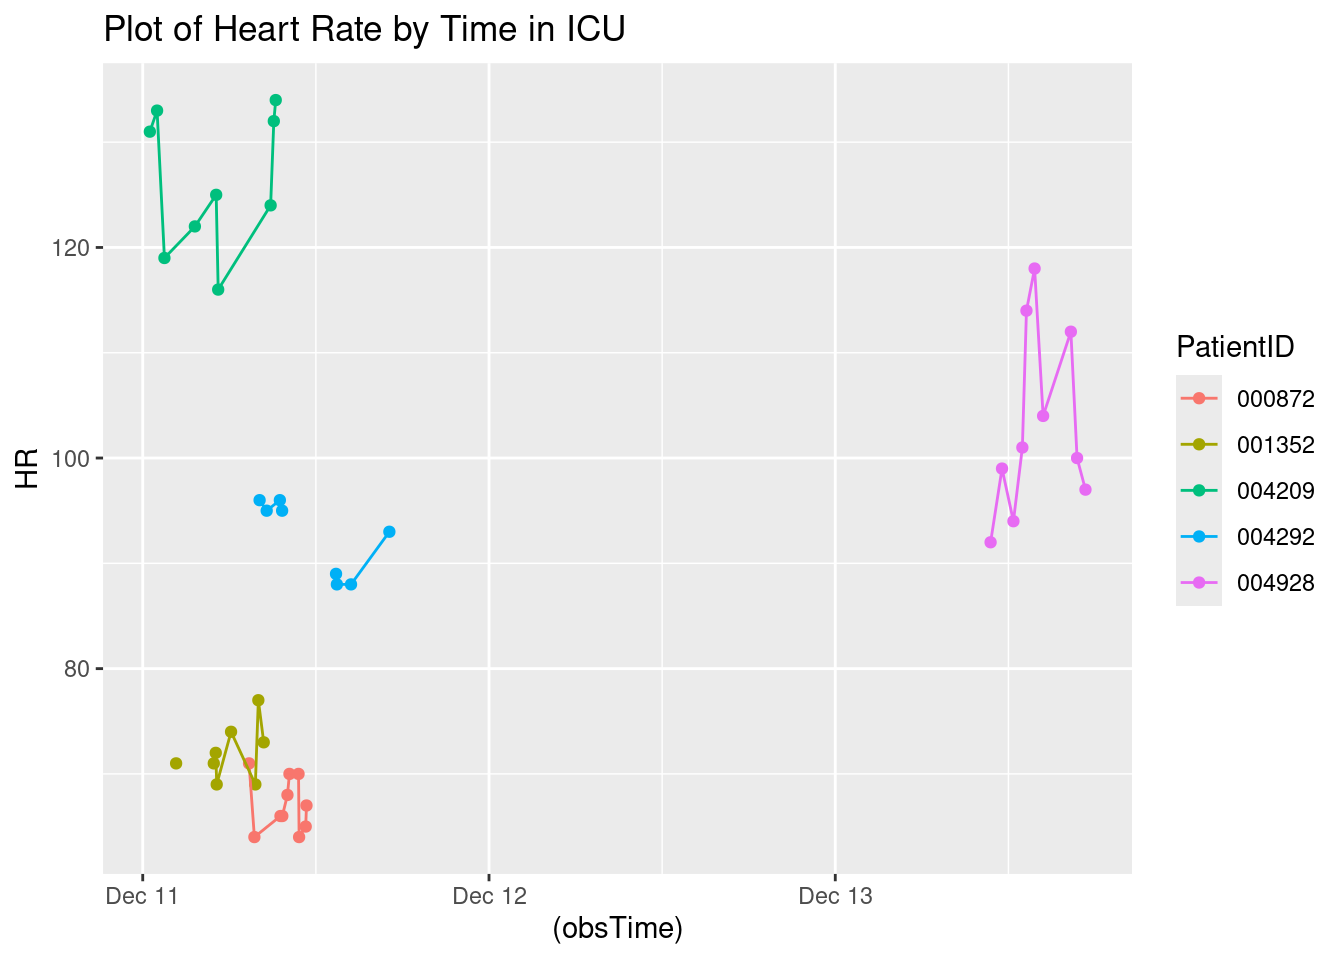 Plot of Heart Rate by Time in ICU
120
100
80
HR
Dec 11
Dec 12
Dec 13
(obsTime)
PatientID
000872
001352
004209
004292
004928